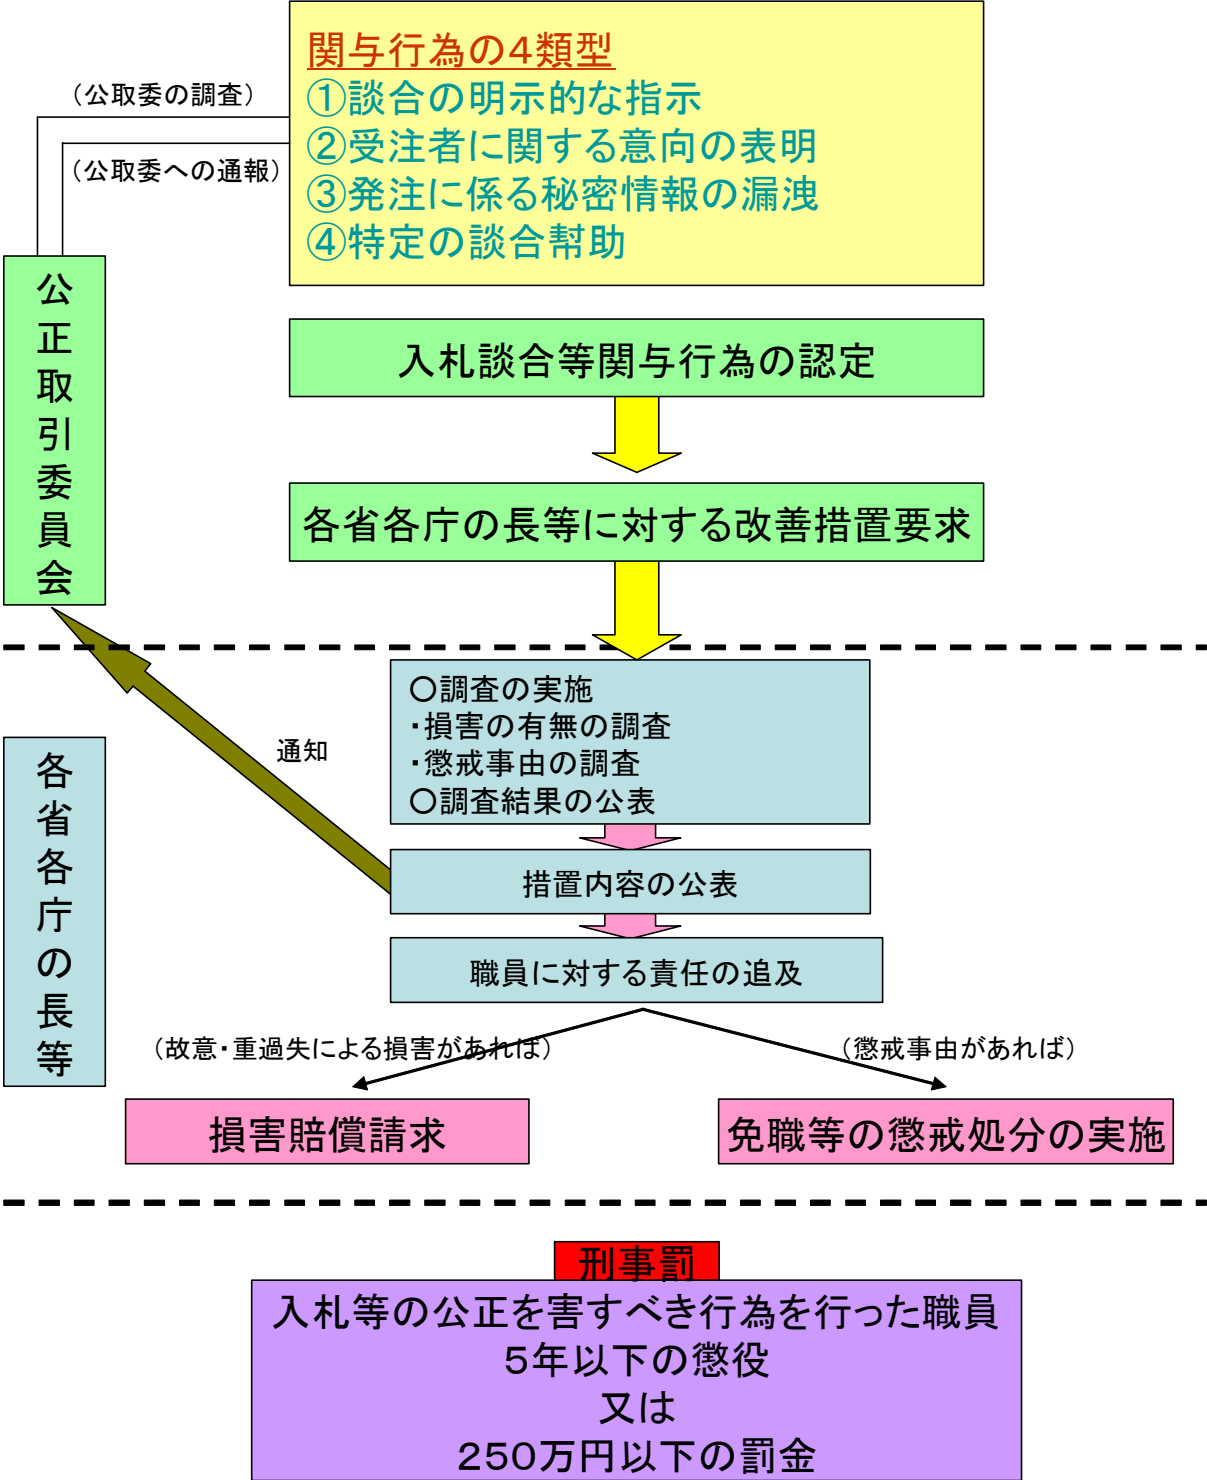 関与行為の４類型
①談合の明示的な指示
②受注者に関する意向の表明
③発注に係る秘密情報の漏洩
④特定の談合幇助
（公取委の調査）
（公取委への通報）
公正取引委員会
入札談合等関与行為の認定
各省各庁の長等に対する改善措置要求
○調査の実施
・損害の有無の調査
・懲戒事由の調査
○調査結果の公表
通知
各省各庁の長等
措置内容の公表
職員に対する責任の追及
（故意・重過失による損害があれば）
（懲戒事由があれば）
損害賠償請求
免職等の懲戒処分の実施
刑事罰
入札等の公正を害すべき行為を行った職員
５年以下の懲役
又は
２５０万円以下の罰金